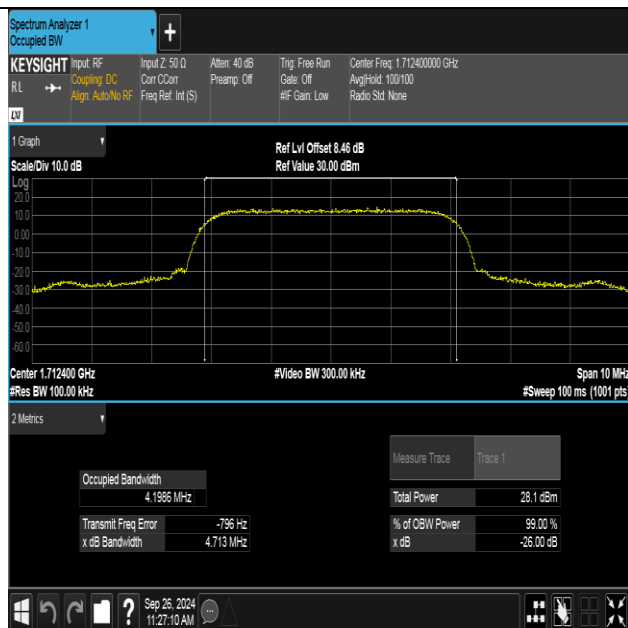 Spectrum Analyzer 1
Occupied BW
+
KEYSIGHT Input: RF Input Z: 50 Ω Atten: 40 dB Trig: Free Run Center Freq: 1.712400000 GHz
RL Coupling: DC Corr CCorr Preamp: Off Gate: Off Avg|Hold: 100/100
Align: Auto/No RF Freq Ref: Int (S) #IF Gain: Low Radio Std: None
LXI
1 Graph
Ref Lvl Offset 8.46 dB
Scale/Div 10.0 dB Ref Value 30.00 dBm
Log
20.0
10.0
0.00
-10.0
-20.0
-30.0
-40.0
-50.0
-60.0
Center 1.712400 GHz #Video BW 300.00 kHz Span 10 MHz
#Res BW 100.00 kHz #Sweep 100 ms (1001 pts)
2 Metrics
Measure Trace Trace 1
Occupied Bandwidth
4.1986 MHz Total Power 28.1 dBm
Transmit Freq Error -796 Hz % of OBW Power 99.00 %
x dB Bandwidth 4.713 MHz x dB -26.00 dB
? Sep 26, 2024
11:27:10 AM